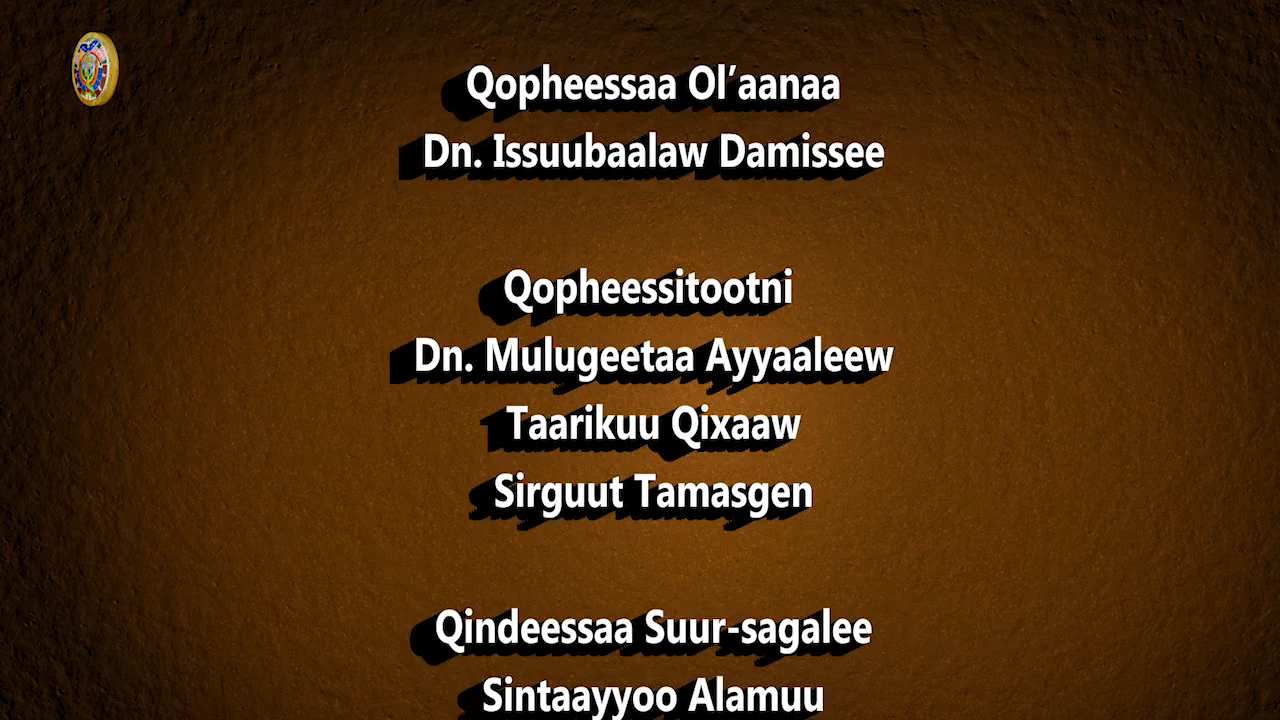 Qopheessaa Ol’aanaa
Dn. Issuubaalaw Damissee
Qopheessitootni
Dn. Mulugeetaa Ayyaaleew
Taarikuu Qixaaw
Sirguut Tamasgen
Qindeessaa Suur-sagalee
Sintaayyoo Alamuu